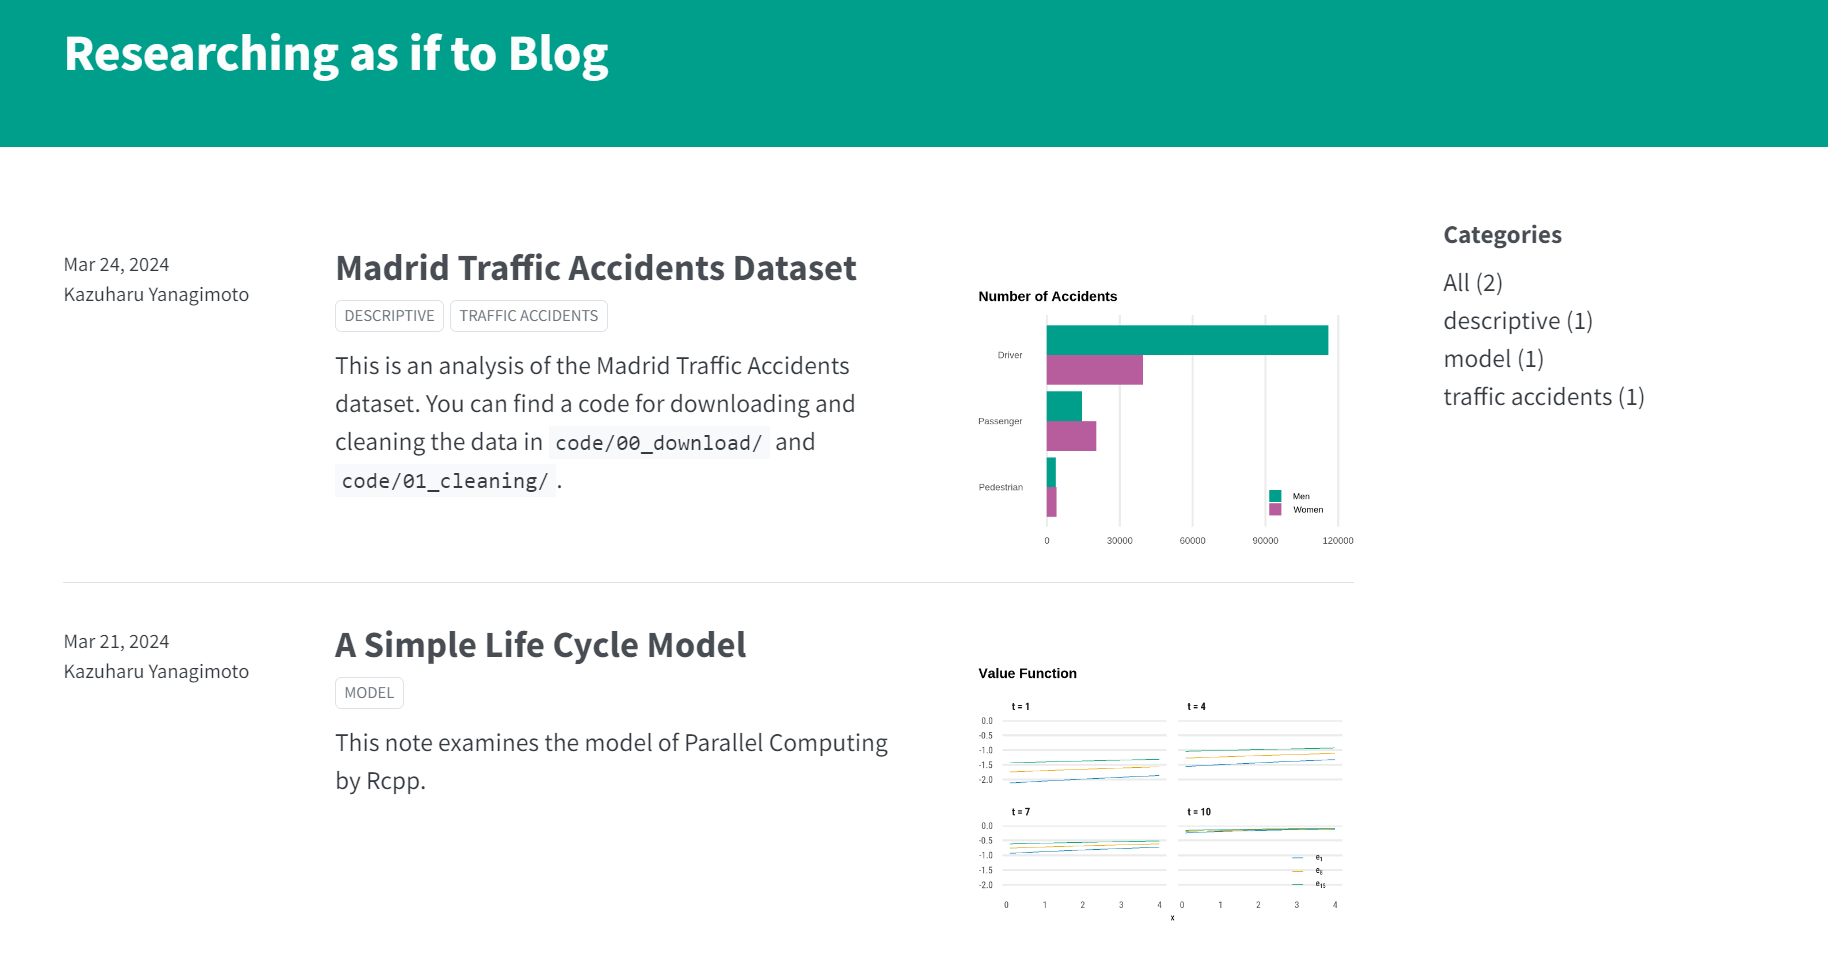 Researching as if to Blog
Mar 24, 2024
Kazuharu Yanagimoto
Madrid Traffic Accidents Dataset
DESCRIPTIVE TRAFFIC ACCIDENTS
This is an analysis of the Madrid Traffic Accidents
dataset. You can find a code for downloading and
cleaning the data in code/00_download/ and
code/01_cleaning/ .
Number of Accidents
Driver
Passenger
Pedestrian
Men
Women
0 30000 60000 90000 120000
Categories
All (2)
descriptive (1)
model (1)
traffic accidents (1)
Mar 21, 2024
Kazuharu Yanagimoto
A Simple Life Cycle Model
MODEL
This note examines the model of Parallel Computing
by Rcpp.
Value Function
t = 1 t = 4
0.0
-0.5
-1.0
-1.5
-2.0
t = 7 t = 10
0.0
-0.5
-1.0
-1.5
-2.0
e1
e8
e15
0 1 2 3 4 0 1 2 3 4
x